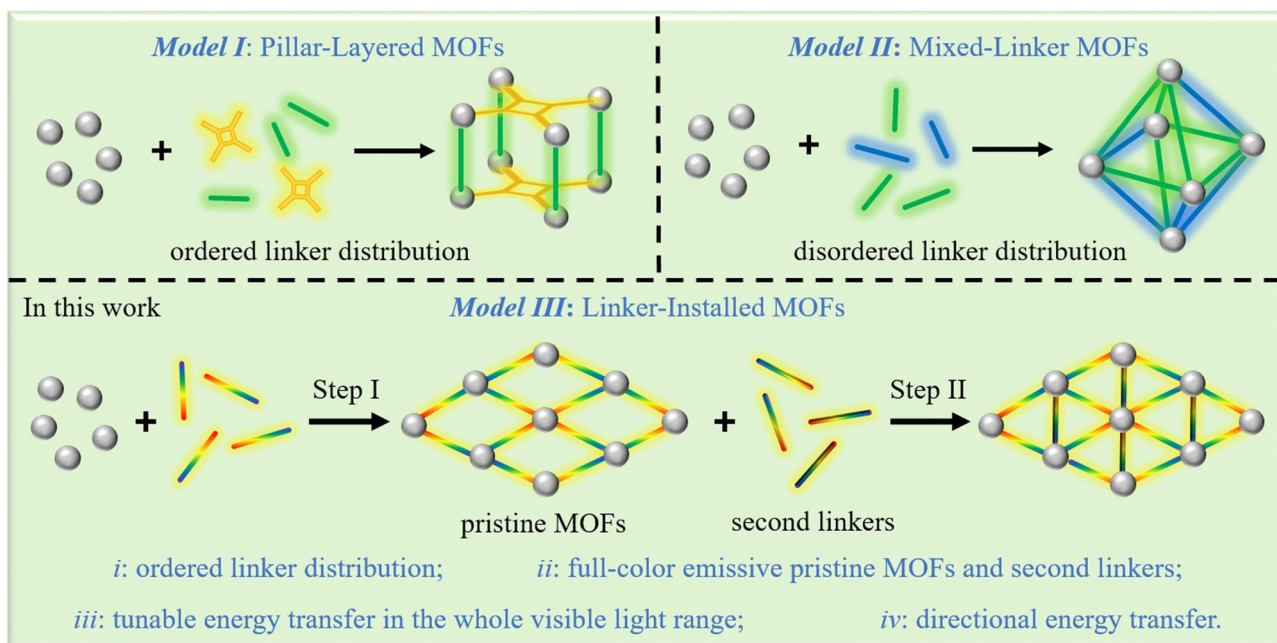 Model I: Pillar-Layered MOFs
+
ordered linker distribution
Model II: Mixed-Linker MOFs
+
disordered linker distribution
In this work
Model III: Linker-Installed MOFs
+ Step I + Step II
pristine MOFs second linkers
i: ordered linker distribution; ii: full-color emissive pristine MOFs and second linkers;
iii: tunable energy transfer in the whole visible light range; iv: directional energy transfer.